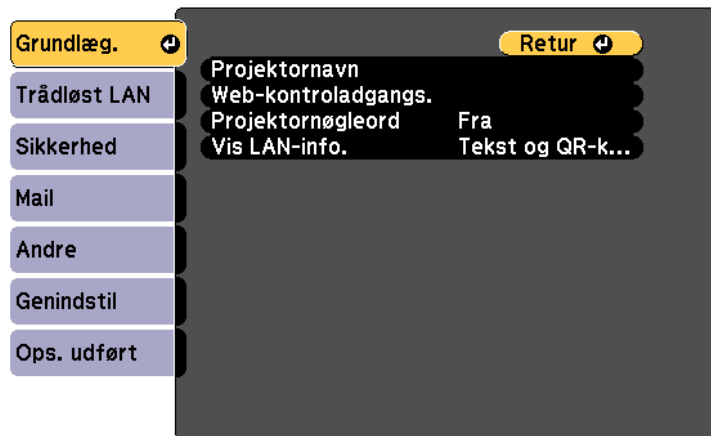 Grundlæg.
Retur
Projektornavn
Trådløst LAN
Web-kontroladgangs.
Projektornøgleord Fra
Sikkerhed
Vis LAN-info. Tekst og QR-k...
Mail
Andre
Genindstil
Ops. udført